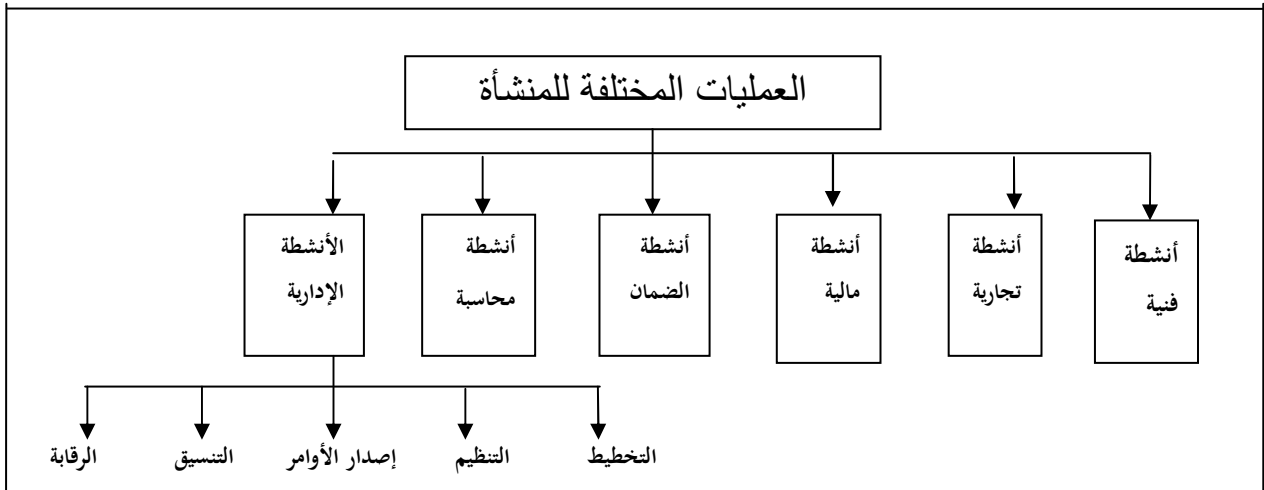 العمليات المختلفة للمنشأة
أنشطة
فنية
أنشطة
تجارية
أنشطة
مالية
أنشطة
الضمان
أنشطة
محاسبة
الأنشطة
الإدارية
التخطيط
التنظيم
إصدار الأوامر
التنسيق
الرقابة